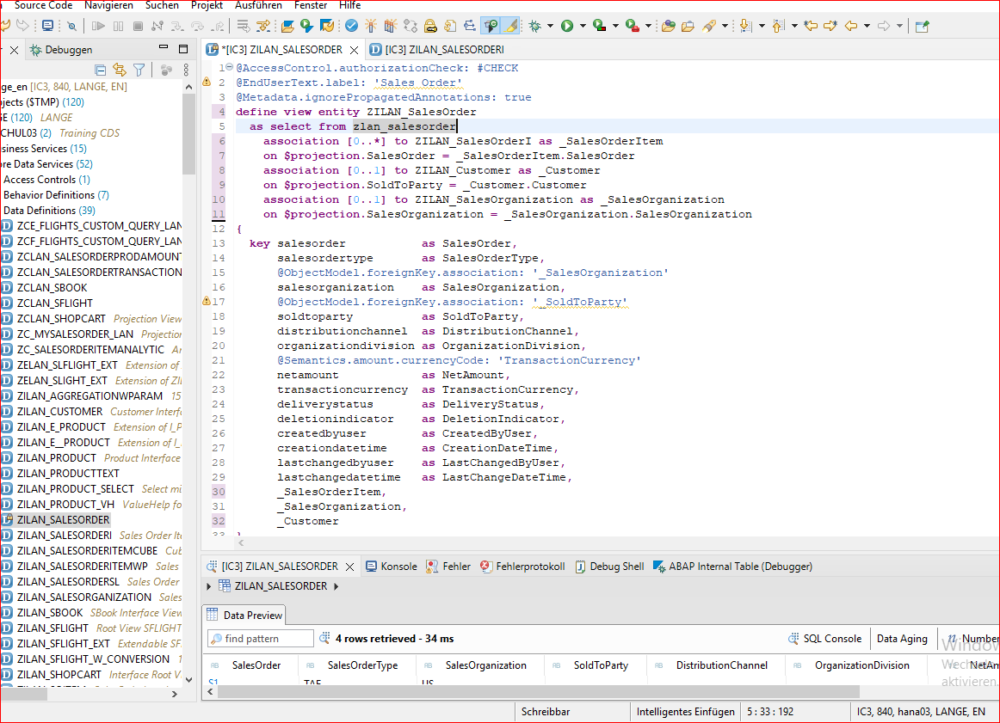 Source Code Navigieren Suchen Projekt Ausführen Fenster Hilfe
Debuggen
*[IC3] ZILAN_SALESORDER
[IC3] ZILAN_SALESORDERI
ge_en [IC3, 840, LANGE, EN]
jects ($TMP) (120)
GE (120) LANGE
CHUL03 (2) Training CDS
siness Services (15)
re Data Services (52)
Access Controls (1)
Behavior Definitions (7)
Data Definitions (39)
ZCE_FLIGHTS_CUSTOM_QUERY_LAN
ZCF_FLIGHTS_CUSTOM_QUERY_LAN
ZCLAN_SALESORDERPRODAMOUNT
ZCLAN_SALESORDERTRANSACTION
ZCLAN_SBOOK
ZCLAN_SFLIGHT
ZCLAN_SHOPCART Projection View
ZC_MYSALESORDER_LAN Projection
ZC_SALESORDERITEMANALYTIC
ZELAN_SLFLIGHT_EXT Extension of
ZELAN_SLIGHT_EXT Extension of ZI
ZILAN_AGGREGATIONWPARAM 15
ZILAN_CUSTOMER Customer Interfa
ZILAN_E_PRODUCT Extension of I_P
ZILAN_E__PRODUCT Extension of I_
ZILAN_PRODUCT Product Interface
ZILAN_PRODUCTTEXT
ZILAN_PRODUCT_SELECT Select mi
ZILAN_PRODUCT_VH ValueHelp fo
ZILAN_SALESORDER
ZILAN_SALESORDERI Sales Order Ite
ZILAN_SALESORDERITEMCUBE Cub
ZILAN_SALESORDERITEMWP Sales
ZILAN_SALESORDERSL Sales Order
ZILAN_SALESORGANIZATION Sales
ZILAN_SBOOK SBook Interface View
ZILAN_SFLIGHT Root View SFLIGHT
ZILAN_SFLIGHT_EXT Extendable SF
ZILAN_SFLIGHT_W_CONVERSION 1
ZILAN_SHOPCART Interface Root V
1 @AccessControl.authorizationCheck: #CHECK
2 @EndUserText.label: 'Sales Order'
3 @Metadata.ignorePropagatedAnnotations: true
4 define view entity ZILAN_SalesOrder
5 as select from zlan_salesorder
6 association [0..*] to ZILAN_SalesOrderI as _SalesOrderItem
7 on $projection.SalesOrder = _SalesOrderItem.SalesOrder
8 association [0..1] to ZILAN_Customer as _Customer
9 on $projection.SoldToParty = _Customer.Customer
10 association [0..1] to ZILAN_SalesOrganization as _SalesOrganization
11 on $projection.SalesOrganization = _SalesOrganization.SalesOrganization
12 {
13 key salesorder as SalesOrder,
14 salesordertype as SalesOrderType,
15 @ObjectModel.foreignKey.association: '_SalesOrganization'
16 salesorganization as SalesOrganization,
17 @ObjectModel.foreignKey.association: '_SoldToParty'
18 soldtoparty as SoldToParty,
19 distributionchannel as DistributionChannel,
20 organizationdivision as OrganizationDivision,
21 @Semantics.amount.currencyCode: 'TransactionCurrency'
22 netamount as NetAmount,
23 transactioncurrency as TransactionCurrency,
24 deliverystatus as DeliveryStatus,
25 deletionindicator as DeletionIndicator,
26 createdbyuser as CreatedByUser,
27 creationdatetime as CreationDateTime,
28 lastchangedbyuser as LastChangedByUser,
29 lastchangedatetime as LastChangeDateTime,
30 _SalesOrderItem,
31 _SalesOrganization,
32 _Customer
33 }
[IC3] ZILAN_SALESORDER Konsole Fehler Fehlerprotokoll Debug Shell ABAP Internal Table (Debugger)
ZILAN_SALESORDER
Data Preview
find pattern 4 rows retrieved - 34 ms SQL Console Data Aging Number
SalesOrder SalesOrderType SalesOrganization SoldToParty DistributionChannel OrganizationDivision NetAm
S1 TAF US
Window
Wechseln
aktivieren.
Schreibbar Intelligentes Einfügen 5 : 33 : 192 IC3, 840, hana03, LANGE, EN